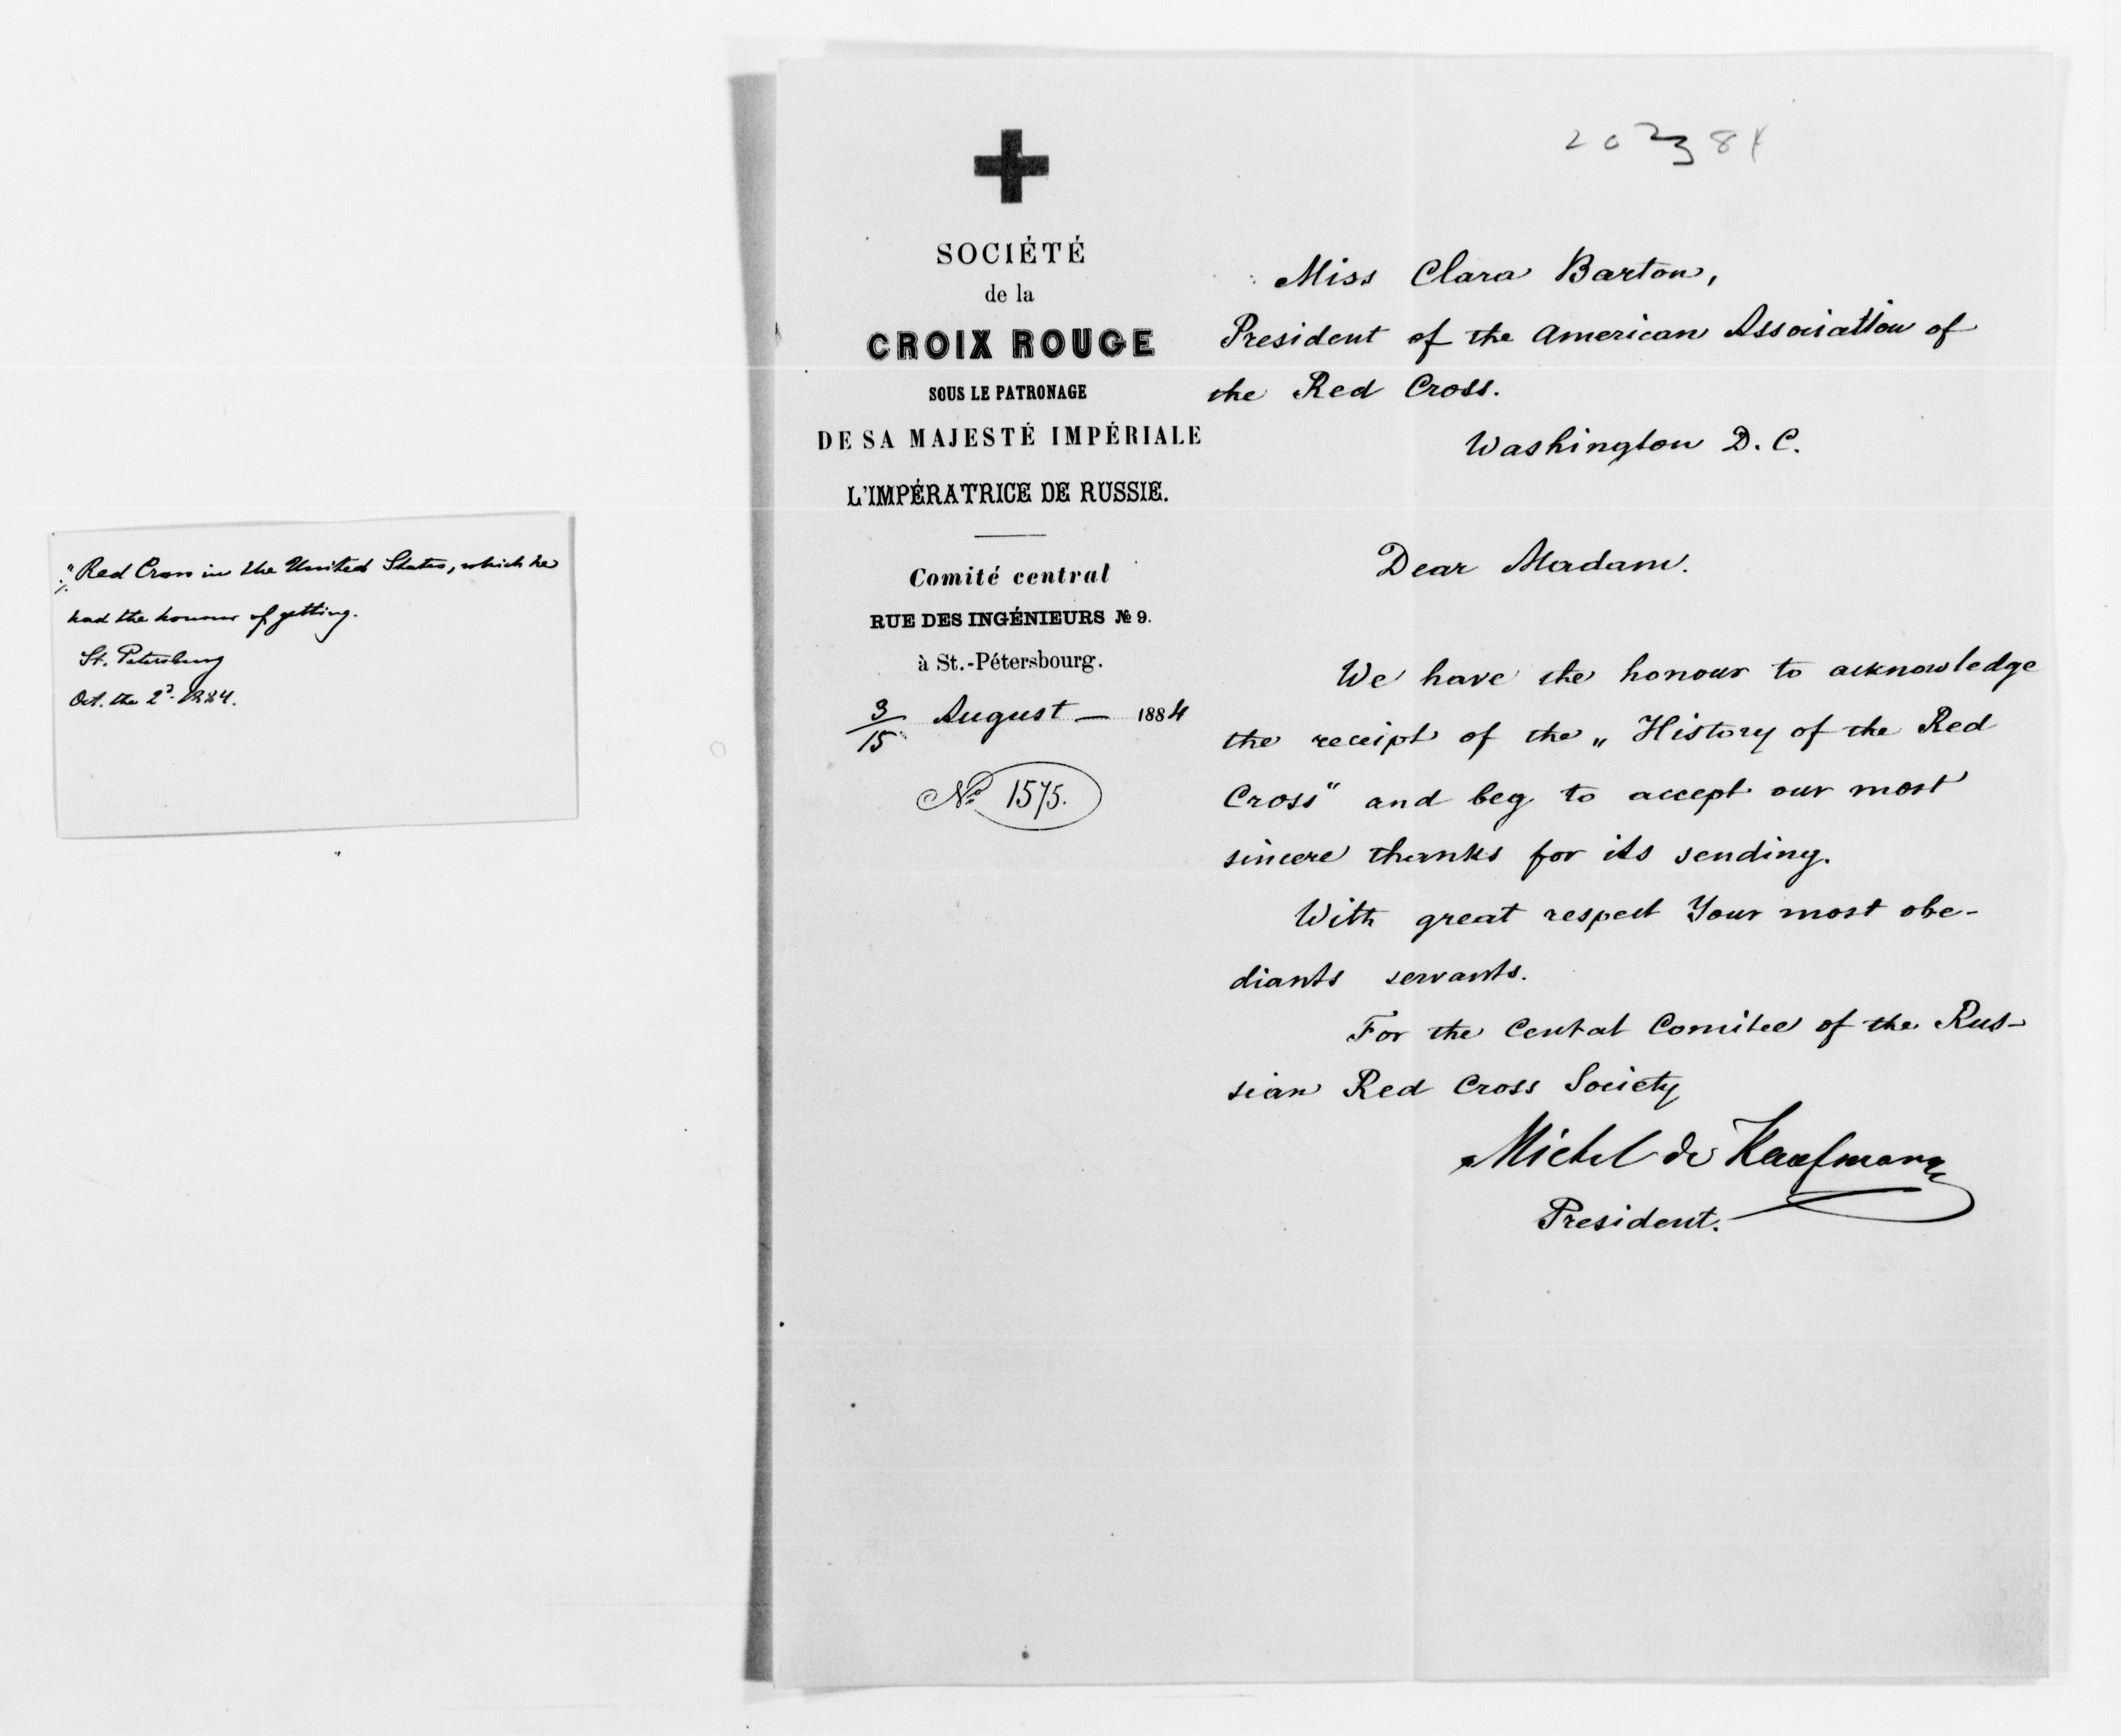 "Red Cross in the United States, which he
had the honour of getting.
St. Petersburg
Oct. the 2d. 1884.
SOCIÉTÉ
de la
CROIX ROUGE
SOUS LE PATRONAGE
DE SA MAJESTÉ IMPÉRIALE
L'IMPÉRATRICE DE RUSSIE.
Comité central
RUE DES INGÉNIEURS № 9.
à St.-Pétersbourg.
3/15 August — 1884
№ 1575.
Miss Clara Barton,
President of the American Association of
the Red Cross.
Washington D. C.
Dear Madam.
We have the honour to acknowledge
the receipt of the „History of the Red
Cross" and beg to accept our most
sincere thanks for its sending.
With great respect Your most obe-
diants servants.
For the Cental Comitee of the Rus-
sian Red Cross Society
Michel de Kaufmann
President.